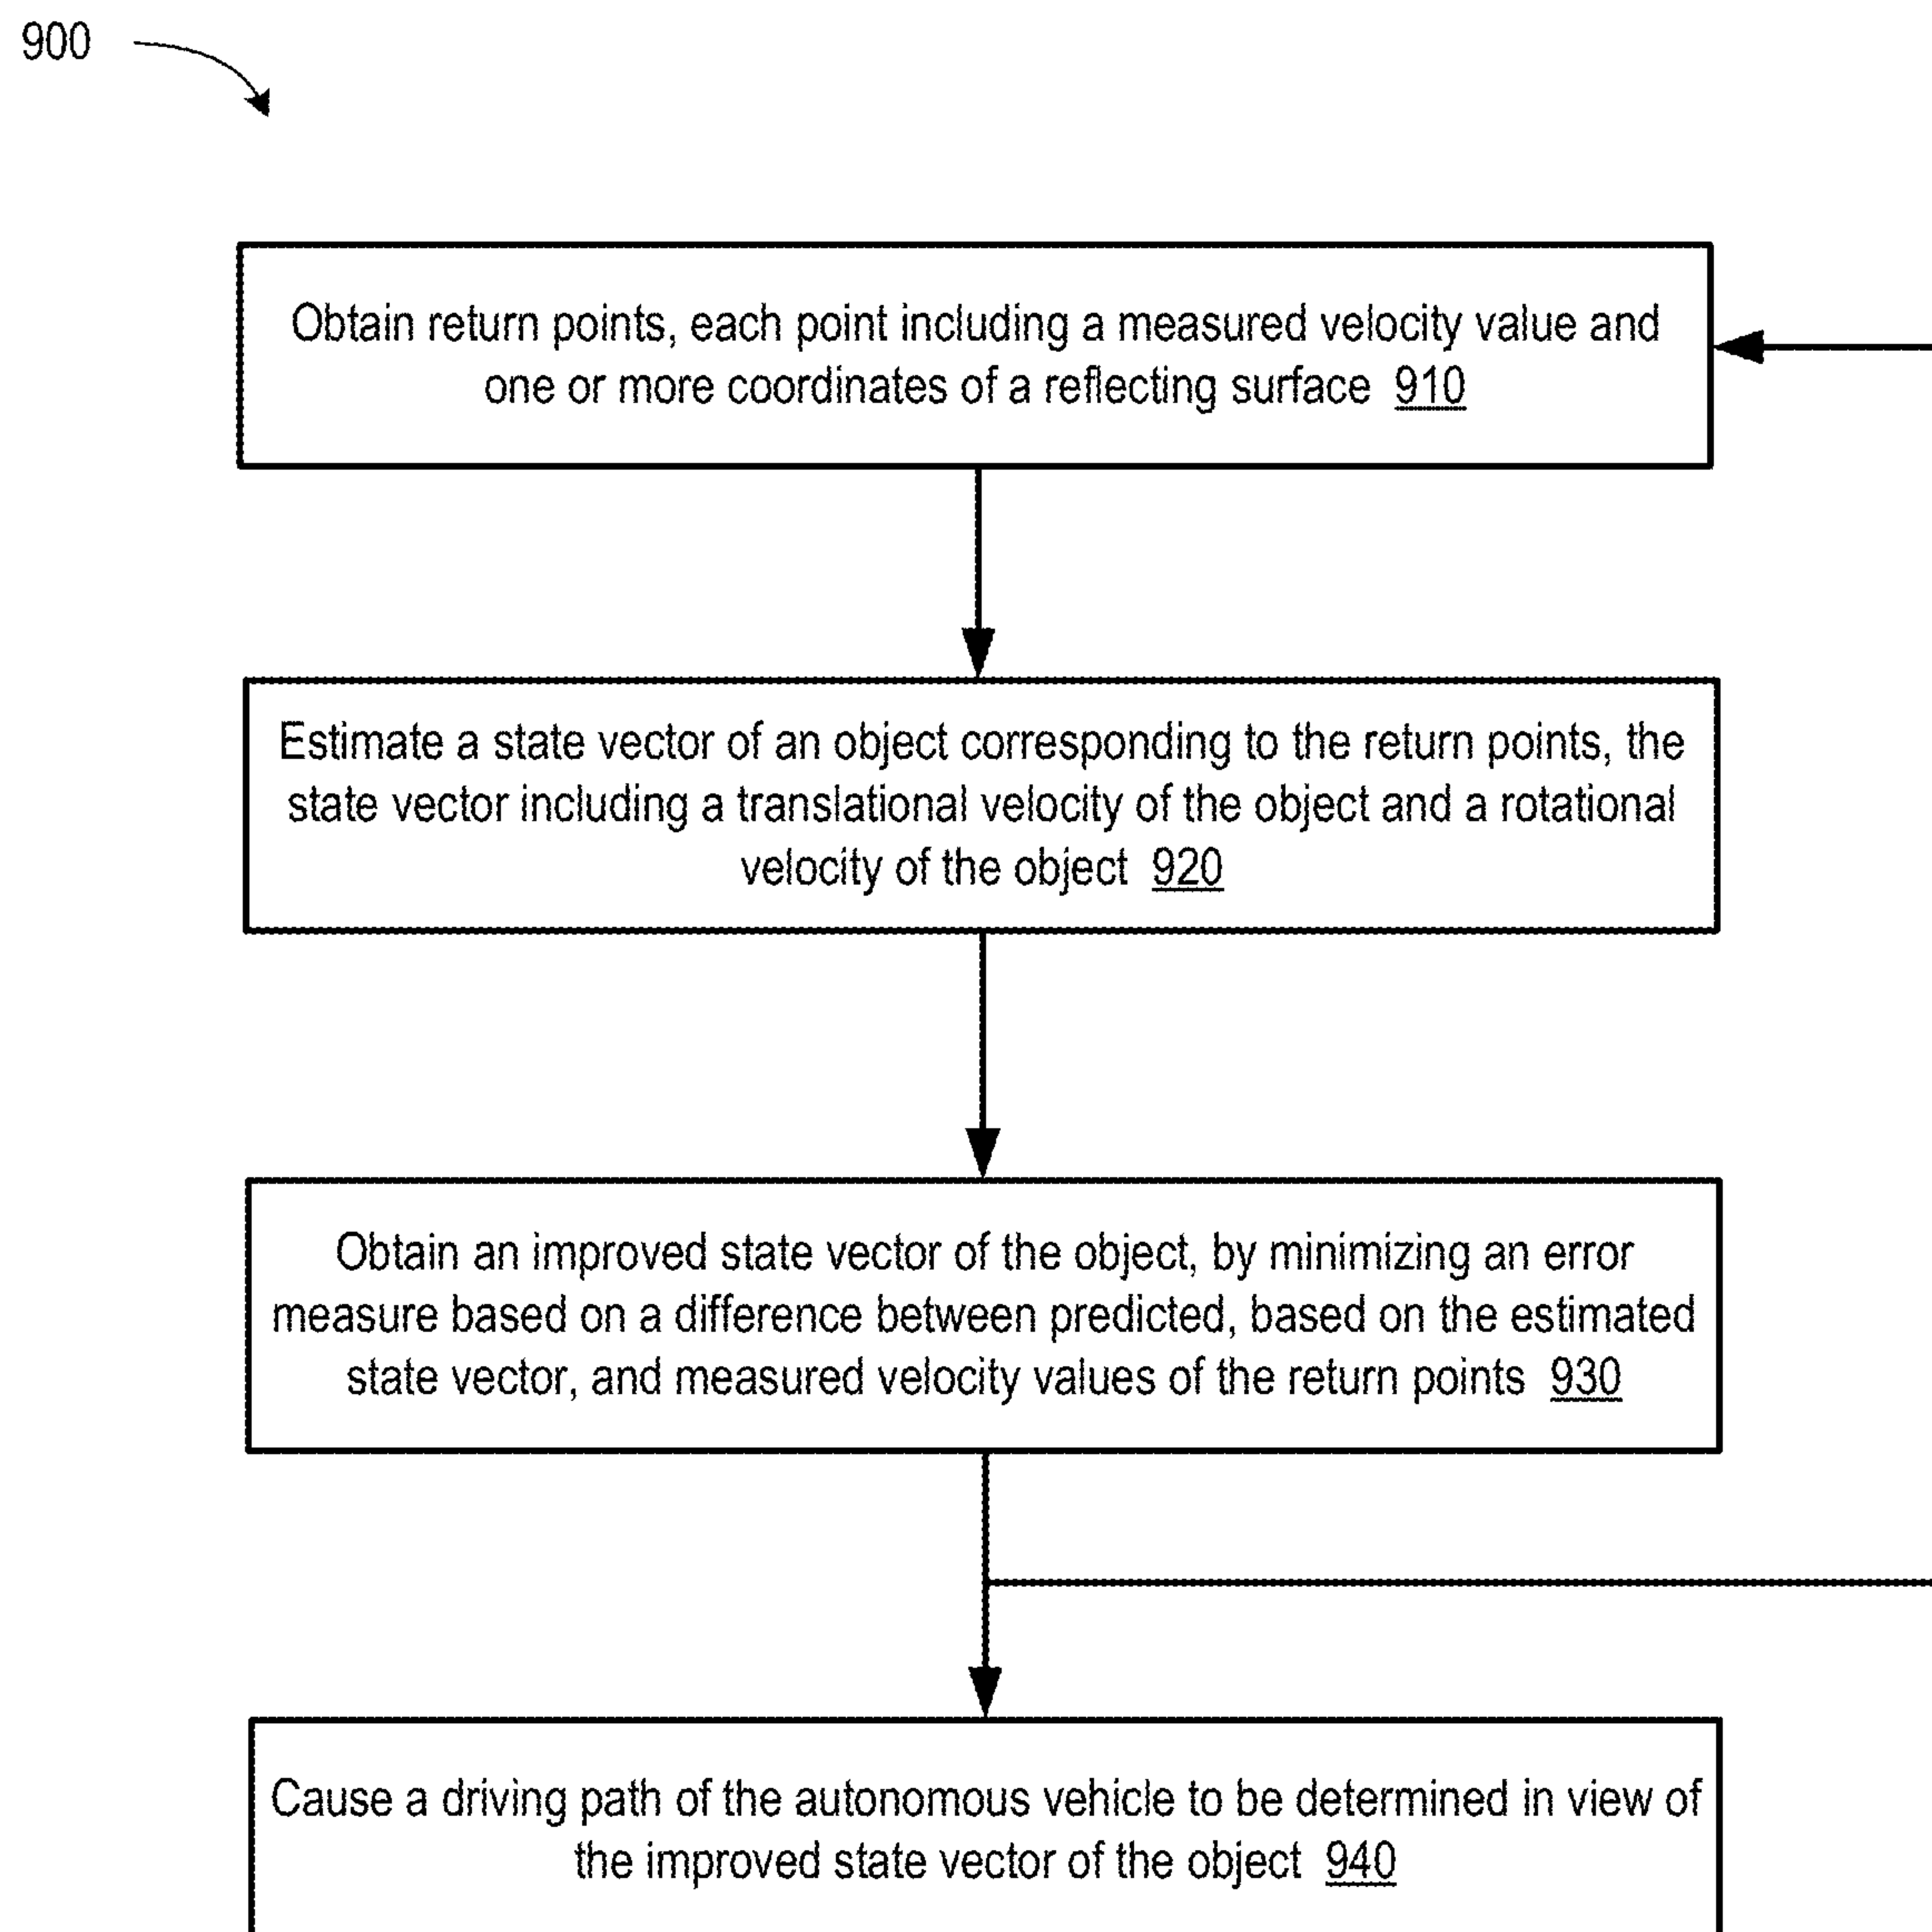 900
Obtain return points, each point including a measured velocity value and
one or more coordinates of a reflecting surface 910
Estimate a state vector of an object corresponding to the return points, the
state vector including a translational velocity of the object and a rotational
velocity of the object 920
Obtain an improved state vector of the object, by minimizing an error
measure based on a difference between predicted, based on the estimated
state vector, and measured velocity values of the return points 930
Cause a driving path of the autonomous vehicle to be determined in view of
the improved state vector of the object 940